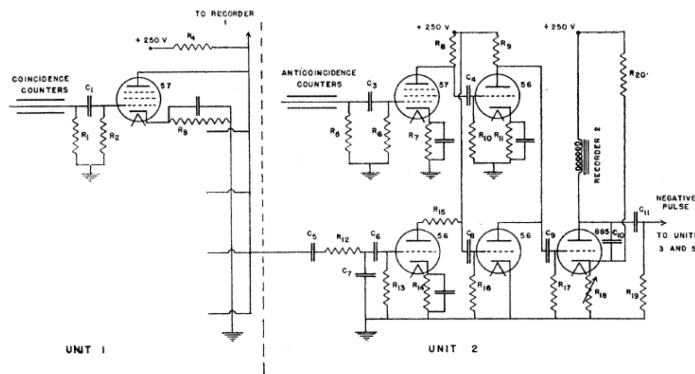 TO RECORDER
1
+ 250 V
R4
+ 250 V
+250 V
R8
R9
R20'
COINCIDENCE
COUNTERS
C1
57
ANTICOINCIDENCE
COUNTERS
C3
57
C4
56
R1
R2
R3
R5
R6
R7
R10
R11
RECORDER 2
NEGATIVE
PULSE
R15
C5
R12
C6
56
C8
56
C9
885
C10
C11
TO UNITS
3 AND 5
C7
R13
R14
R16
R17
R18
R19
UNIT 1
UNIT 2